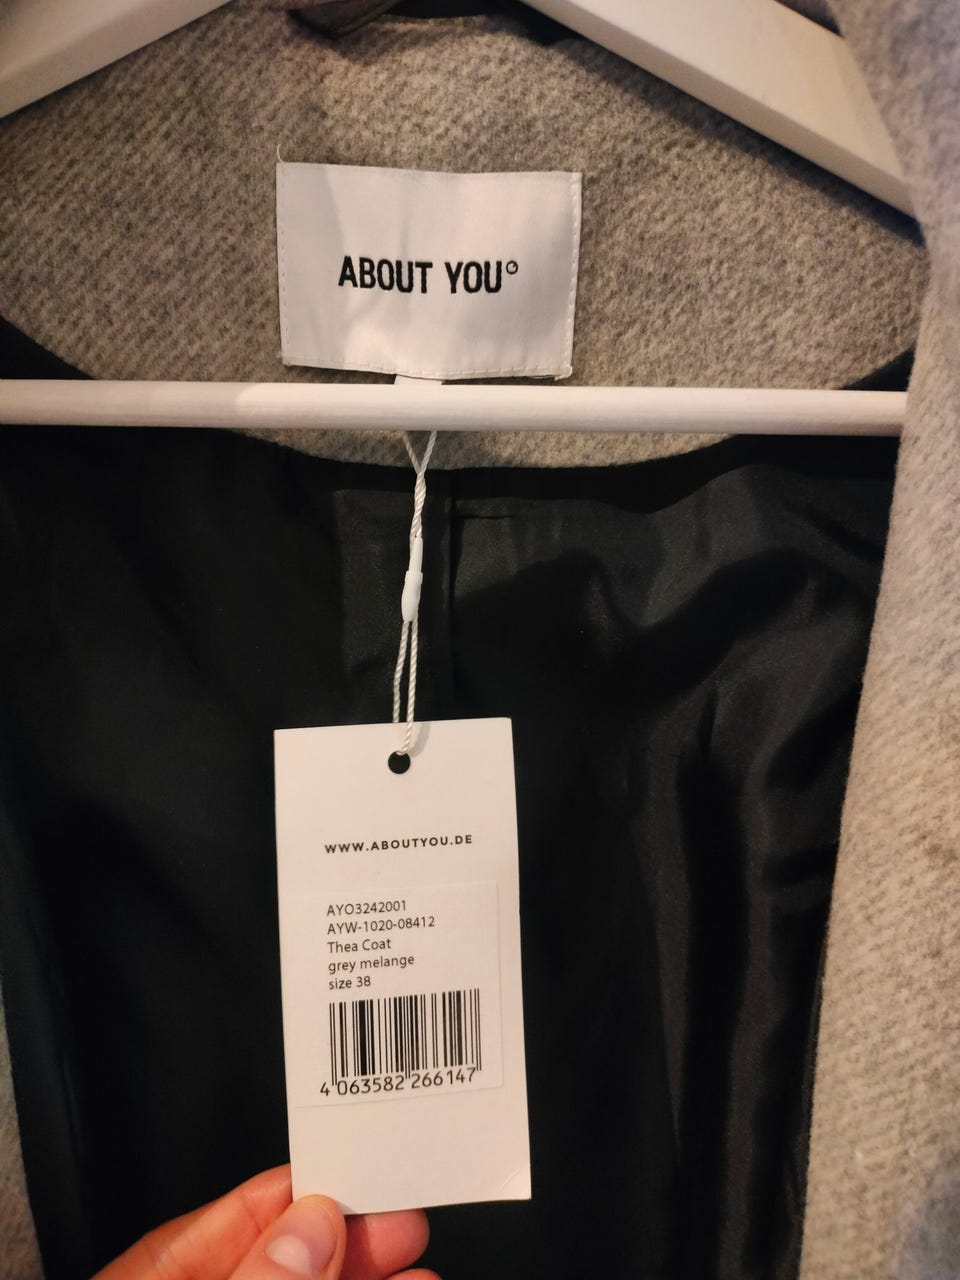 ABOUT YOU°
WWW.ABOUTYOU.DE
AYO3242001
AYW-1020-08412
Thea Coat
grey melange
size 38
4 063582 266147